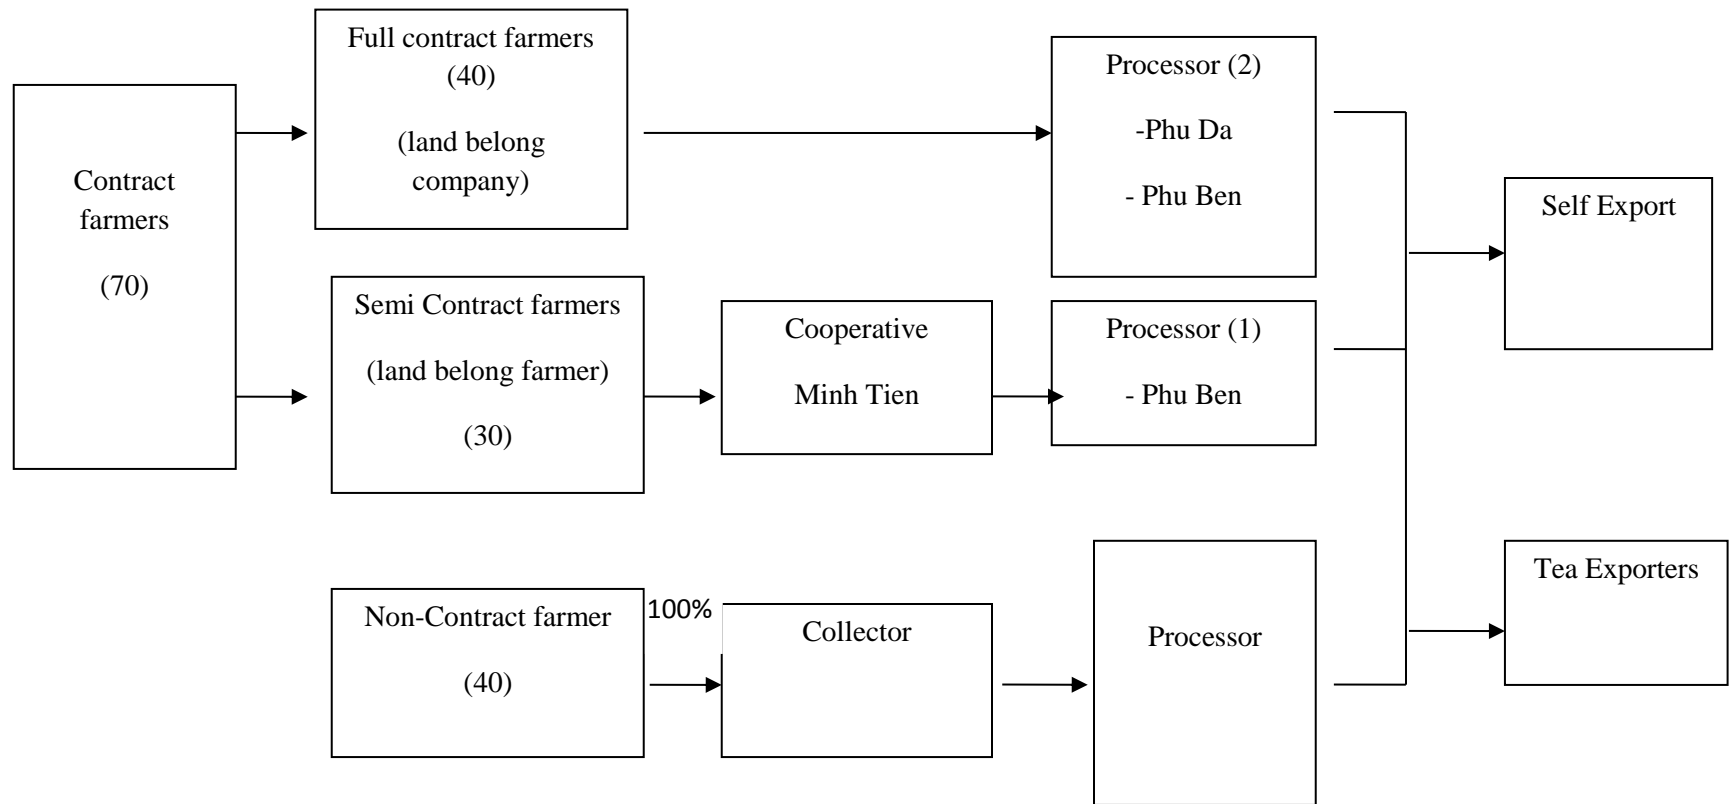 Contract
farmers
(70)
Full contract farmers
(40)
(land belong
company)
Processor (2)
-Phu Da
- Phu Ben
Self Export
Semi Contract farmers
(land belong farmer)
(30)
Cooperative
Minh Tien
Processor (1)
- Phu Ben
Non-Contract farmer
(40)
100%
Collector
Processor
Tea Exporters